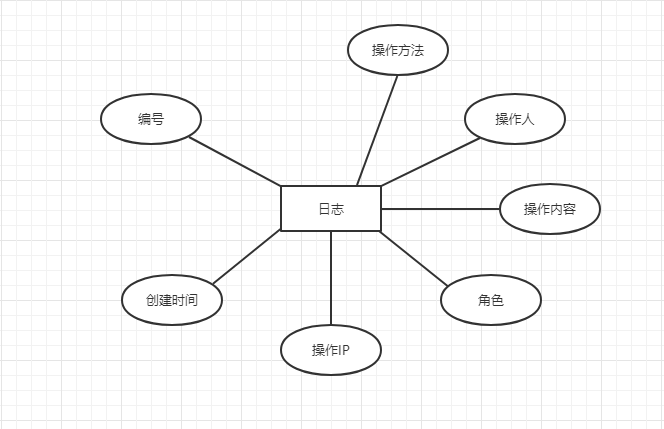 操作方法
编号
操作人
日志
操作内容
创建时间
角色
操作IP